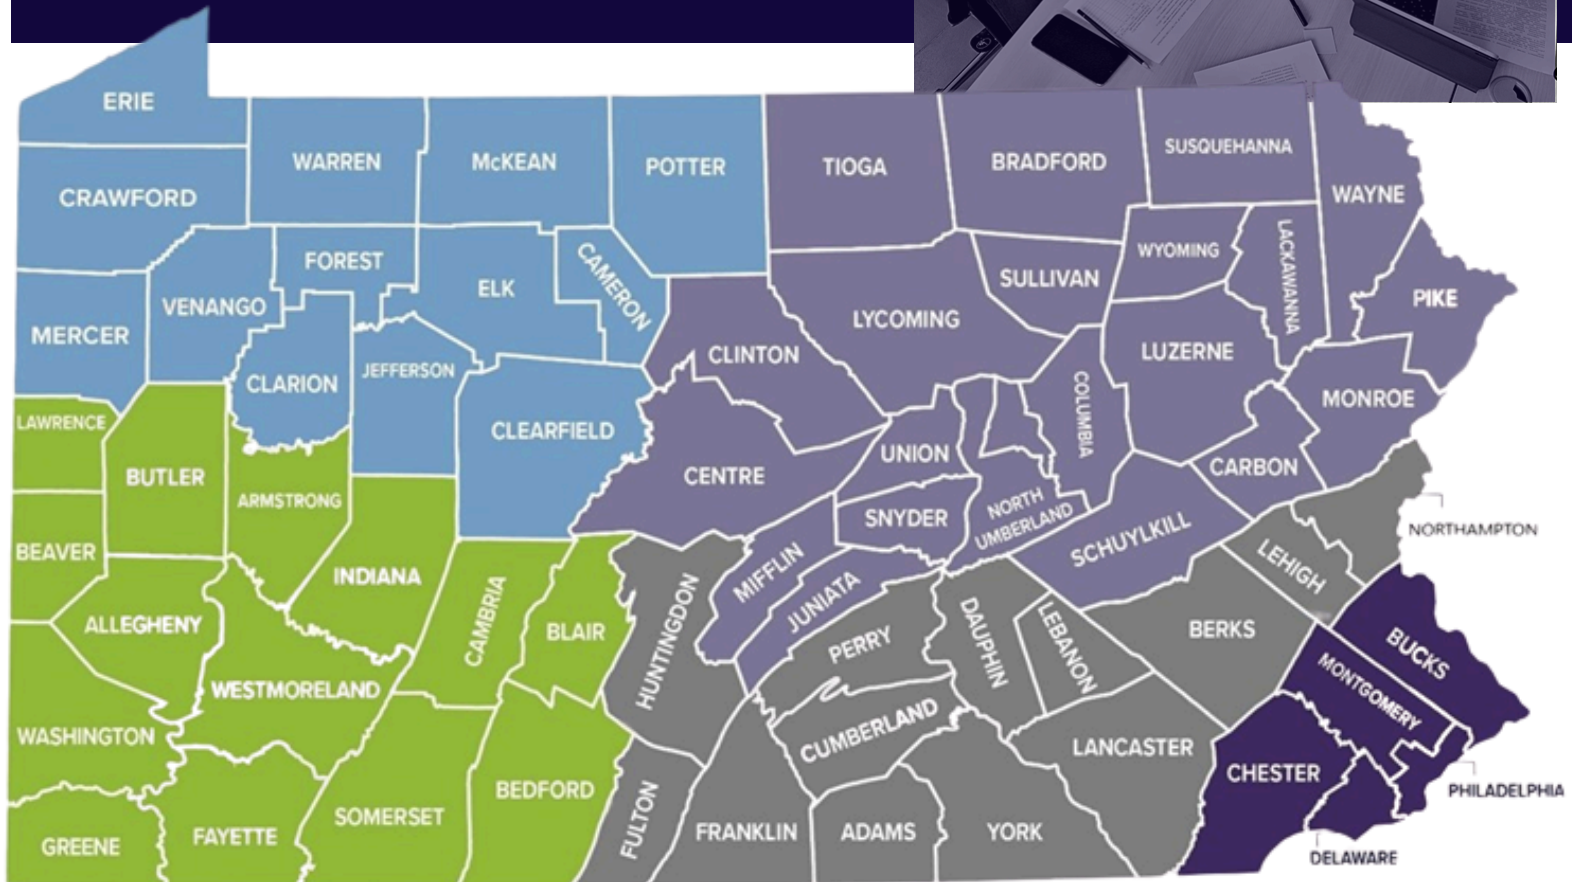 ERIE
WARREN
McKEAN
POTTER
TIOGA
BRADFORD
SUSQUEHANNA
WAYNE
CRAWFORD
FOREST
ELK
CAMERON
WYOMING
LACKAWANNA
SULLIVAN
PIKE
VENANGO
MERCER
LYCOMING
LUZERNE
CLINTON
JEFFERSON
CLARION
COLUMBIA
MONROE
LAWRENCE
CLEARFIELD
UNION
CARBON
BUTLER
CENTRE
ARMSTRONG
SNYDER
NORTH
UMBERLAND
SCHUYLKILL
NORTHAMPTON
BEAVER
INDIANA
MIFFLIN
LEHIGH
JUNIATA
ALLEGHENY
CAMBRIA
BLAIR
HUNTINGDON
PERRY
DAUPHIN
LEBANON
BERKS
BUCKS
WESTMORELAND
MONTGOMERY
WASHINGTON
CUMBERLAND
LANCASTER
CHESTER
PHILADELPHIA
BEDFORD
SOMERSET
FULTON
FRANKLIN
ADAMS
YORK
GREENE
FAYETTE
DELAWARE